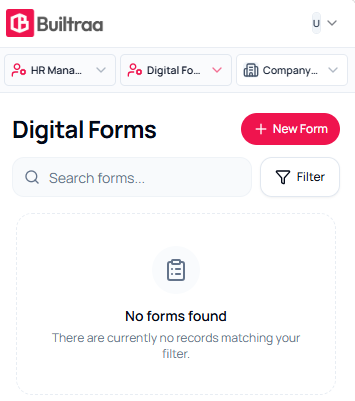 Builtraa
U
HR Mana...
Digital Fo...
Company...
Digital Forms
New Form
Search forms...
Filter
No forms found
There are currently no records matching your
filter.